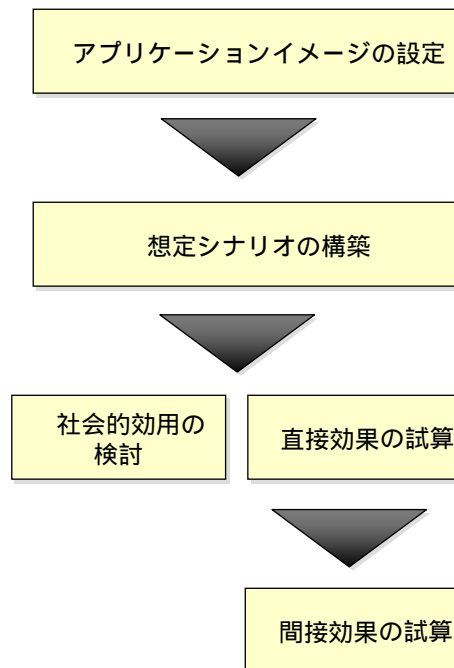 アプリケーションイメージの設定
想定シナリオの構築
社会的効用の
検討
直接効果の試算
間接効果の試算